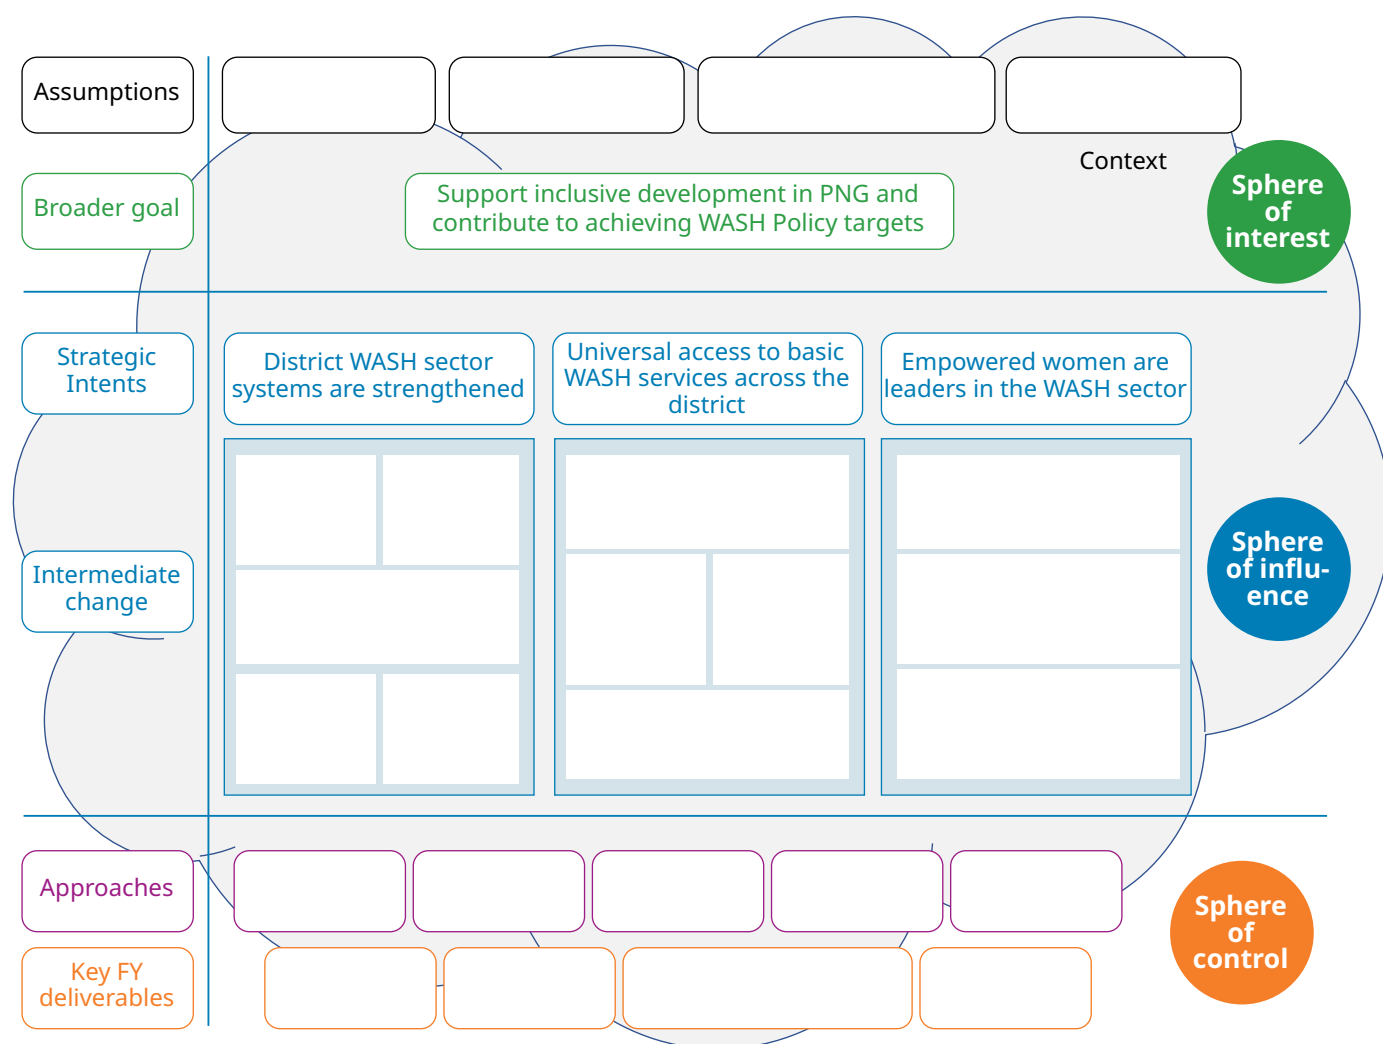 Assumptions
Context
Broader goal
Support inclusive development in PNG and
contribute to achieving WASH Policy targets
Sphere
of
interest
Strategic
Intents
District WASH sector
systems are strengthened
Universal access to basic
WASH services across the
district
Empowered women are
leaders in the WASH sector
Intermediate
change
Sphere
of influ-
ence
Approaches
Sphere
of
control
Key FY
deliverables